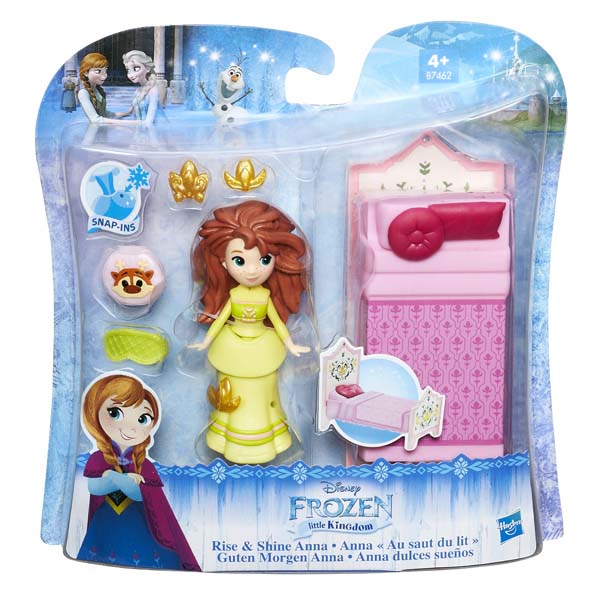 4+
B7462
SNAP-INS
Disney
FROZEN
little Kingdom
Rise & Shine Anna • Anna « Au saut du lit »
Guten Morgen Anna • Anna dulces sueños
Hasbro